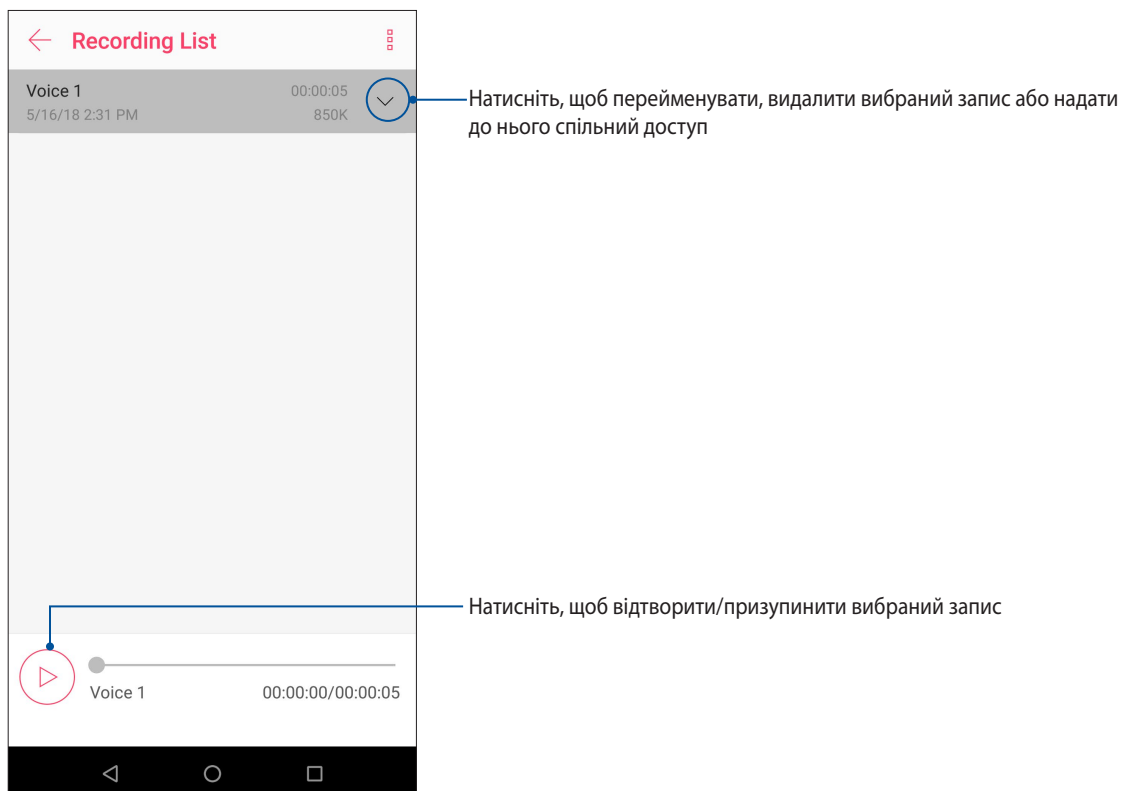 Recording List
Voice 1
00:00:05
5/16/18 2:31 PM
850K
Натисніть, щоб перейменувати, видалити вибраний запис або надати
до нього спільний доступ
Натисніть, щоб відтворити/призупинити вибраний запис
Voice 1
00:00:00/00:00:05